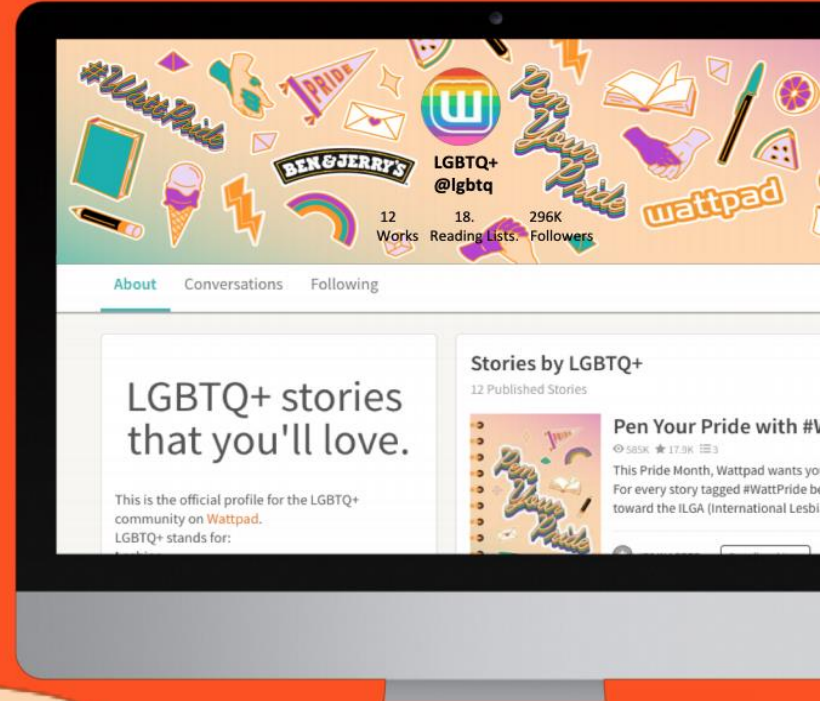 #WattPride
PRIDE
BEN & JERRY'S
Pen
Your
Pride
wattpad
LGBTQ+
@lgbtq
12 18. 296K
Works Reading Lists. Followers
About Conversations Following
LGBTQ+ stories
that you'll love.
This is the official profile for the LGBTQ+
community on Wattpad.
LGBTQ+ stands for:
Stories by LGBTQ+
12 Published Stories
Pen
Your
Pride
Pen Your Pride with #W
585K 17.9K 3
This Pride Month, Wattpad wants you
For every story tagged #WattPride be
toward the ILGA (International Lesbi